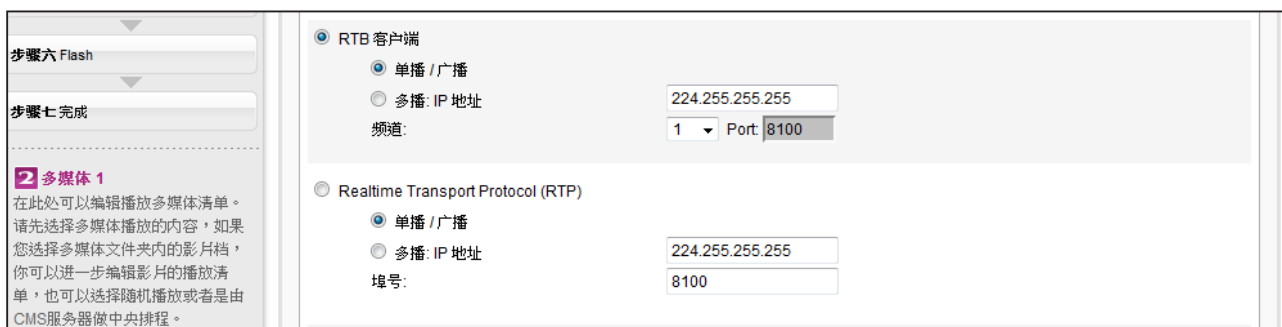 步骤六 Flash
步骤七 完成
2 多媒体 1
在此处可以编辑播放多媒体清单。
请先选择多媒体播放的内容，如果
您选择多媒体文件夹内的影片档，
你可以进一步编辑影片的播放清
单，也可以选择随机播放或者是由
CMS服务器做中央排程。
RTB 客户端
单播 / 广播
多播: IP 地址 224.255.255.255
频道: 1 Port: 8100
Realtime Transport Protocol (RTP)
单播 / 广播
多播: IP 地址 224.255.255.255
埠号: 8100